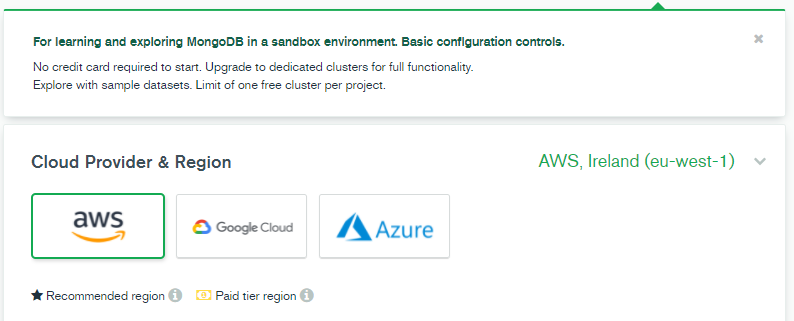 For learning and exploring MongoDB in a sandbox environment. Basic configuration controls.
No credit card required to start. Upgrade to dedicated clusters for full functionality.
Explore with sample datasets. Limit of one free cluster per project.
Cloud Provider & Region
AWS, Ireland (eu-west-1)
aws
Google Cloud
Azure
Recommended region
Paid tier region